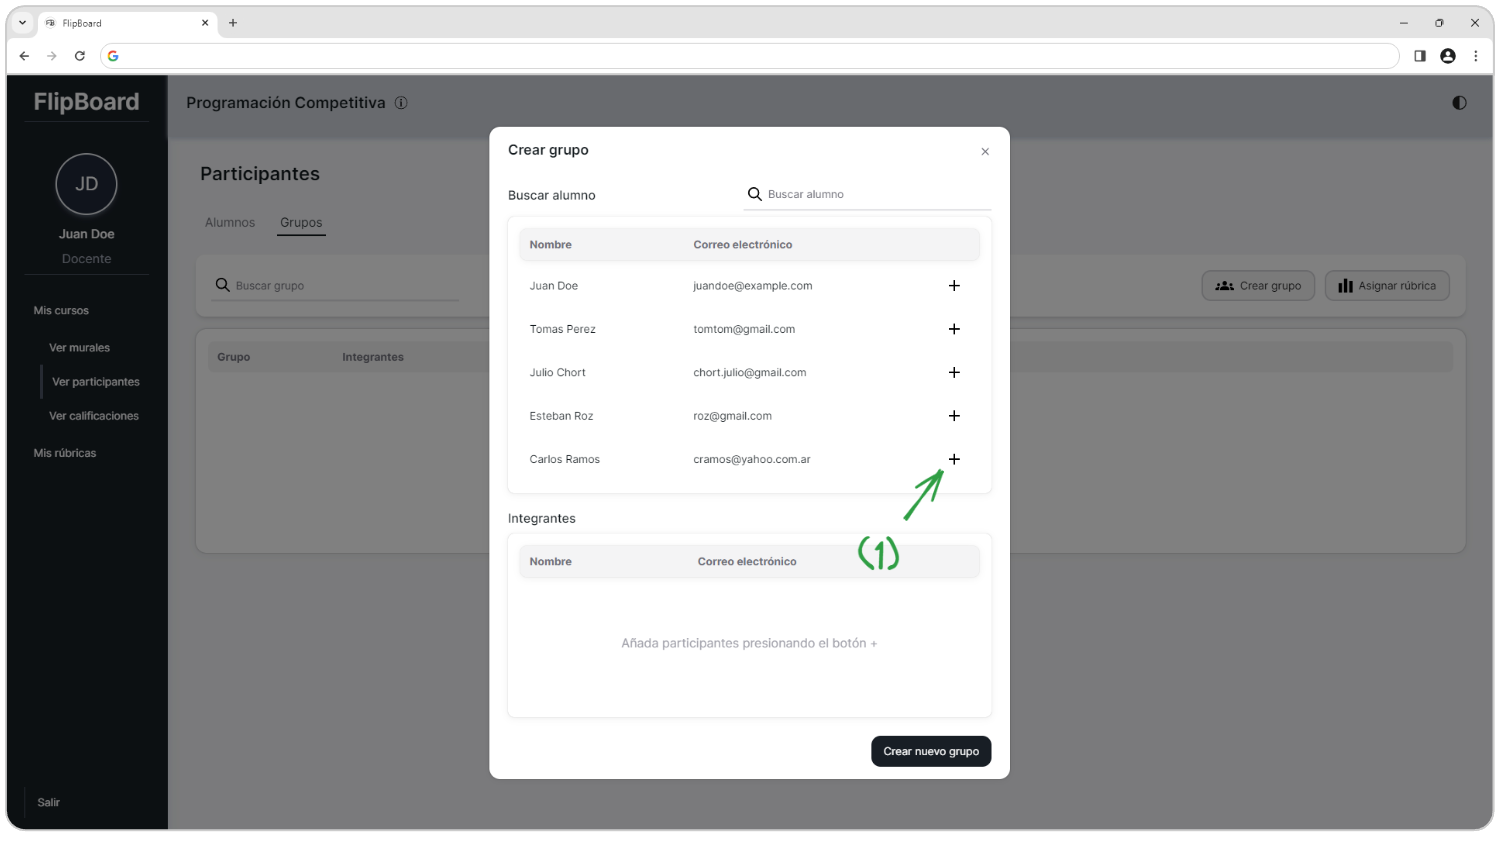 FlipBoard
FlipBoard
Programación Competitiva
JD
Juan Doe
Docente
Mis cursos
Ver murales
Ver participantes
Ver calificaciones
Mis rúbricas
Salir
Participantes
Alumnos Grupos
Buscar grupo
Crear grupo
Asignar rúbrica
Grupo Integrantes
Crear grupo
Buscar alumno
Buscar alumno
Nombre Correo electrónico
Juan Doe juandoe@example.com +
Tomas Perez tomtom@gmail.com +
Julio Chort chort.julio@gmail.com +
Esteban Roz roz@gmail.com +
Carlos Ramos cramos@yahoo.com.ar +
(1)
Integrantes
Nombre Correo electrónico
Añada participantes presionando el botón +
Crear nuevo grupo